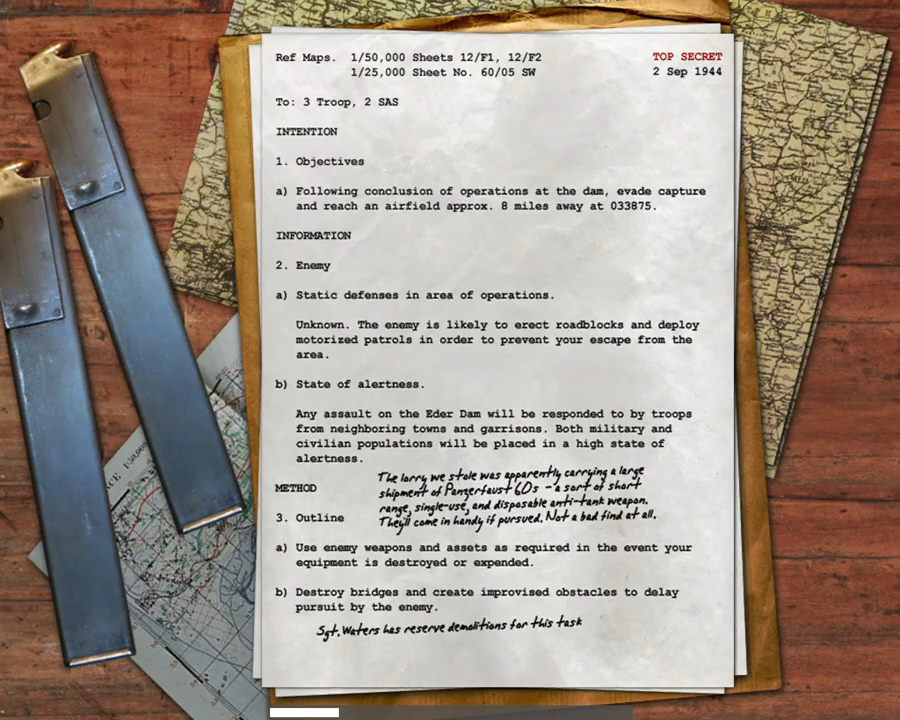 Ref Maps. 1/50,000 Sheets 12/F1, 12/F2
TOP SECRET
1/25,000 Sheet No. 60/05 SW
2 Sep 1944
To: 3 Troop, 2 SAS
INTENTION
1. Objectives
a) Following conclusion of operations at the dam, evade capture
and reach an airfield approx. 8 miles away at 033875.
INFORMATION
2. Enemy
a) Static defenses in area of operations.
Unknown. The enemy is likely to erect roadblocks and deploy
motorized patrols in order to prevent your escape from the
area.
b) State of alertness.
Any assault on the Eder Dam will be responded to by troops
from neighboring towns and garrisons. Both military and
civilian populations will be placed in a high state of
alertness.
The lorry we stole was apparently carrying a large
shipment of Panzerfaust 60s - a sort of short
range, single-use, and disposable anti-tank weapon.
They'll come in handy if pursued. Not a bad find at all.
METHOD
3. Outline
a) Use enemy weapons and assets as required in the event your
equipment is destroyed or expended.
b) Destroy bridges and create improvised obstacles to delay
pursuit by the enemy.
Sgt. Waters has reserve demolitions for this task